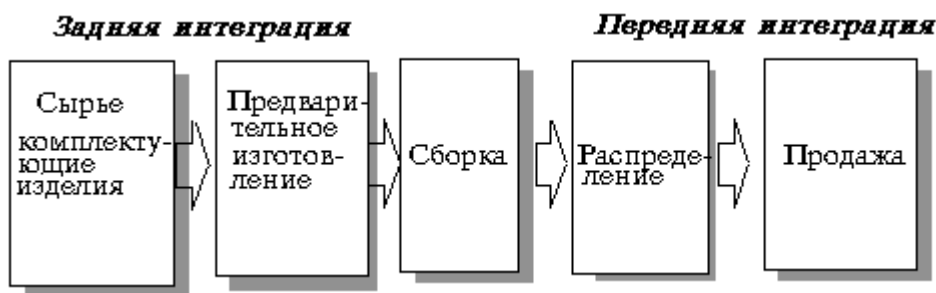 Задняя интеграция
Передняя интеграция
Сырье
комплекту-
ющие
изделия
Предвари-
тельное
изготов-
ление
Сборка
Распреде-
ление
Продажа